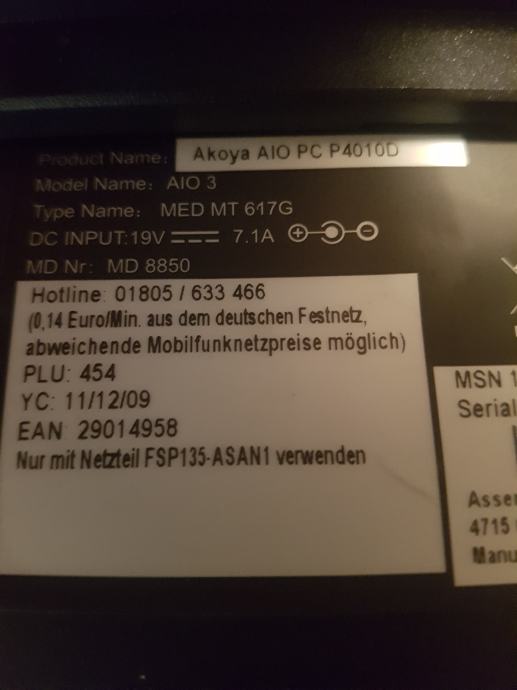 Product Name: Akoya AIO PC P4010D
Model Name: AIO 3
Type Name: MED MT 617G
DC INPUT:19V 7.1A
MD Nr: MD 8850
Hotline: 01805 / 633 466
(0,14 Euro/Min. aus dem deutschen Festnetz,
abweichende Mobilfunknetzpreise möglich)
PLU: 454
YC: 11/12/09
EAN: 29014958
Nur mit Netzteil FSP135-ASAN1 verwenden
MSN 1
Serial
Asse
4715
Manu